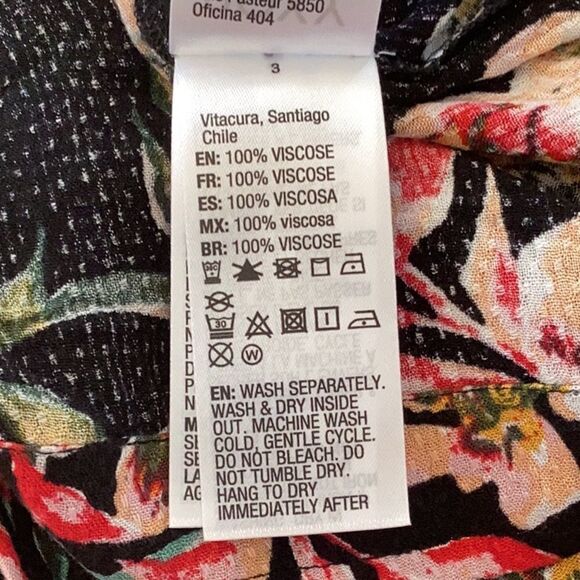 5850
Oficina 404
3
Vitacura, Santiago
Chile
EN: 100% VISCOSE
FR: 100% VISCOSE
ES: 100% VISCOSA
MX: 100% viscosa
BR: 100% VISCOSE
30
W
EN: WASH SEPARATELY.
WASH & DRY INSIDE
OUT. MACHINE WASH
COLD, GENTLE CYCLE.
DO NOT BLEACH. DO
NOT TUMBLE DRY.
HANG TO DRY
IMMEDIATELY AFTER